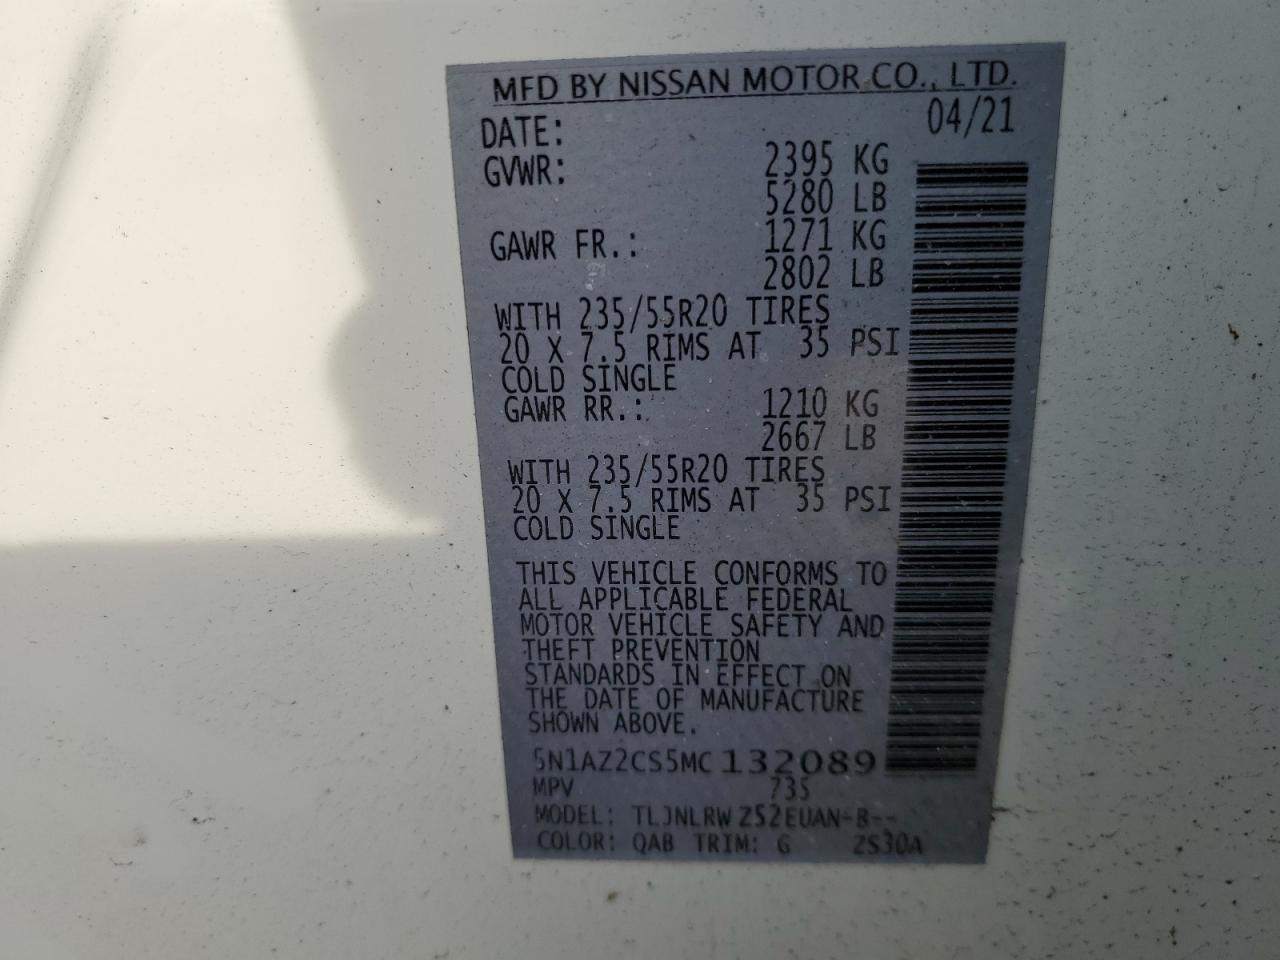 MFD BY NISSAN MOTOR CO., LTD.
DATE: 04/21
GVWR: 2395 KG
5280 LB
GAWR FR.: 1271 KG
2802 LB
WITH 235/55R20 TIRES
20 X 7.5 RIMS AT 35 PSI
COLD SINGLE
GAWR RR.: 1210 KG
2667 LB
WITH 235/55R20 TIRES
20 X 7.5 RIMS AT 35 PSI
COLD SINGLE
THIS VEHICLE CONFORMS TO
ALL APPLICABLE FEDERAL
MOTOR VEHICLE SAFETY AND
THEFT PREVENTION
STANDARDS IN EFFECT ON
THE DATE OF MANUFACTURE
SHOWN ABOVE.
5N1AZ2CS5MC132089
MPV 735
MODEL: TLJNLRW Z52EUAN-B--
COLOR: QAB TRIM: G ZS30A